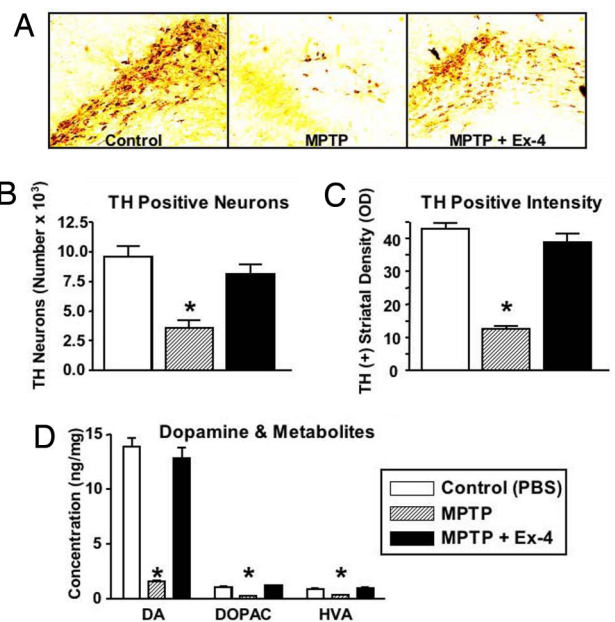 A
Control
MPTP
MPTP + Ex-4
B
TH Positive Neurons
TH Neurons (Number x 10³)
12.5
10.0
7.5
5.0
2.5
0.0
*
C
TH Positive Intensity
TH (+) Striatal Density (OD)
40
30
20
10
0
*
D
Dopamine & Metabolites
Concentration (ng/mg)
15
10
5
0
*
*
*
DA
DOPAC
HVA
Control (PBS)
MPTP
MPTP + Ex-4